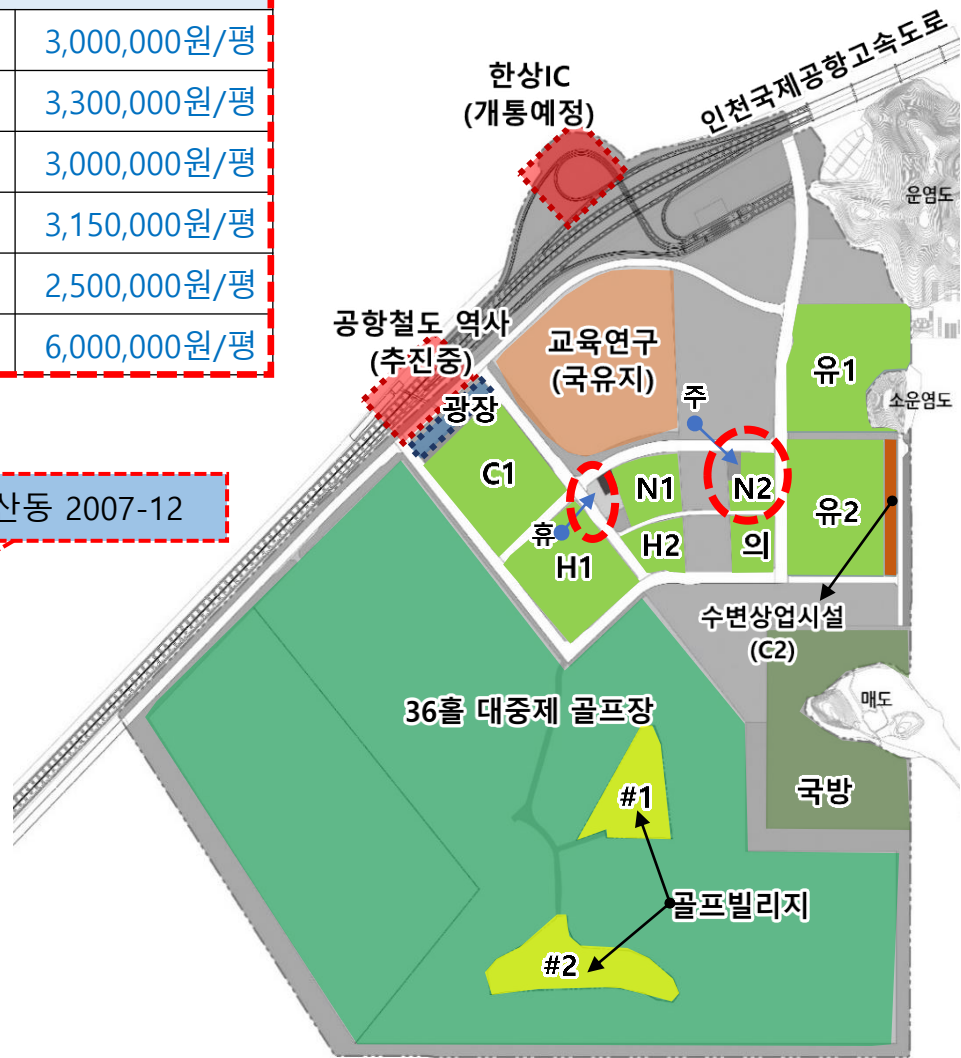 3,000,000원/평
3,300,000원/평
3,000,000원/평
3,150,000원/평
2,500,000원/평
6,000,000원/평
한상IC
(개통예정)
인천국제공항고속도로
운염도
공항철도 역사
(추진중)
광장
교육연구
(국유지)
주
유1
소운염도
C1
N1
N2
유2
산동 2007-12
휴
H1
H2
의
수변상업시설
(C2)
매도
36홀 대중제 골프장
국방
#1
골프빌리지
#2